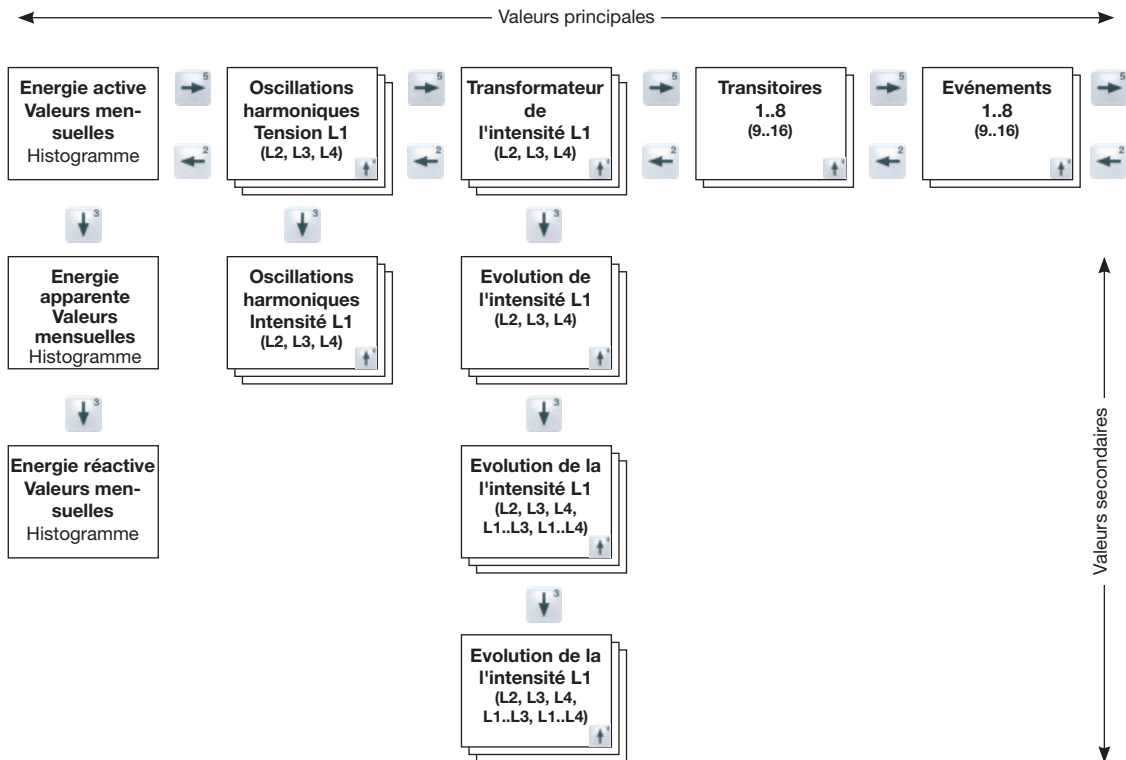 Valeurs principales
Energie active
Valeurs men-
suelles
Histogramme
5
2
Oscillations
harmoniques
Tension L1
(L2, L3, L4)
5
2
Transformateur
de
l'intensité L1
(L2, L3, L4)
5
2
Transitoires
1..8
(9..16)
5
2
Evénements
1..8
(9..16)
5
2
3
3
3
Energie
apparente
Valeurs
mensuelles
Histogramme
Oscillations
harmoniques
Intensité L1
(L2, L3, L4)
Evolution de
l'intensité L1
(L2, L3, L4)
3
3
Energie réactive
Valeurs men-
suelles
Histogramme
Evolution de la
l'intensité L1
(L2, L3, L4,
L1..L3, L1..L4)
3
Evolution de la
l'intensité L1
(L2, L3, L4,
L1..L3, L1..L4)
Valeurs secondaires